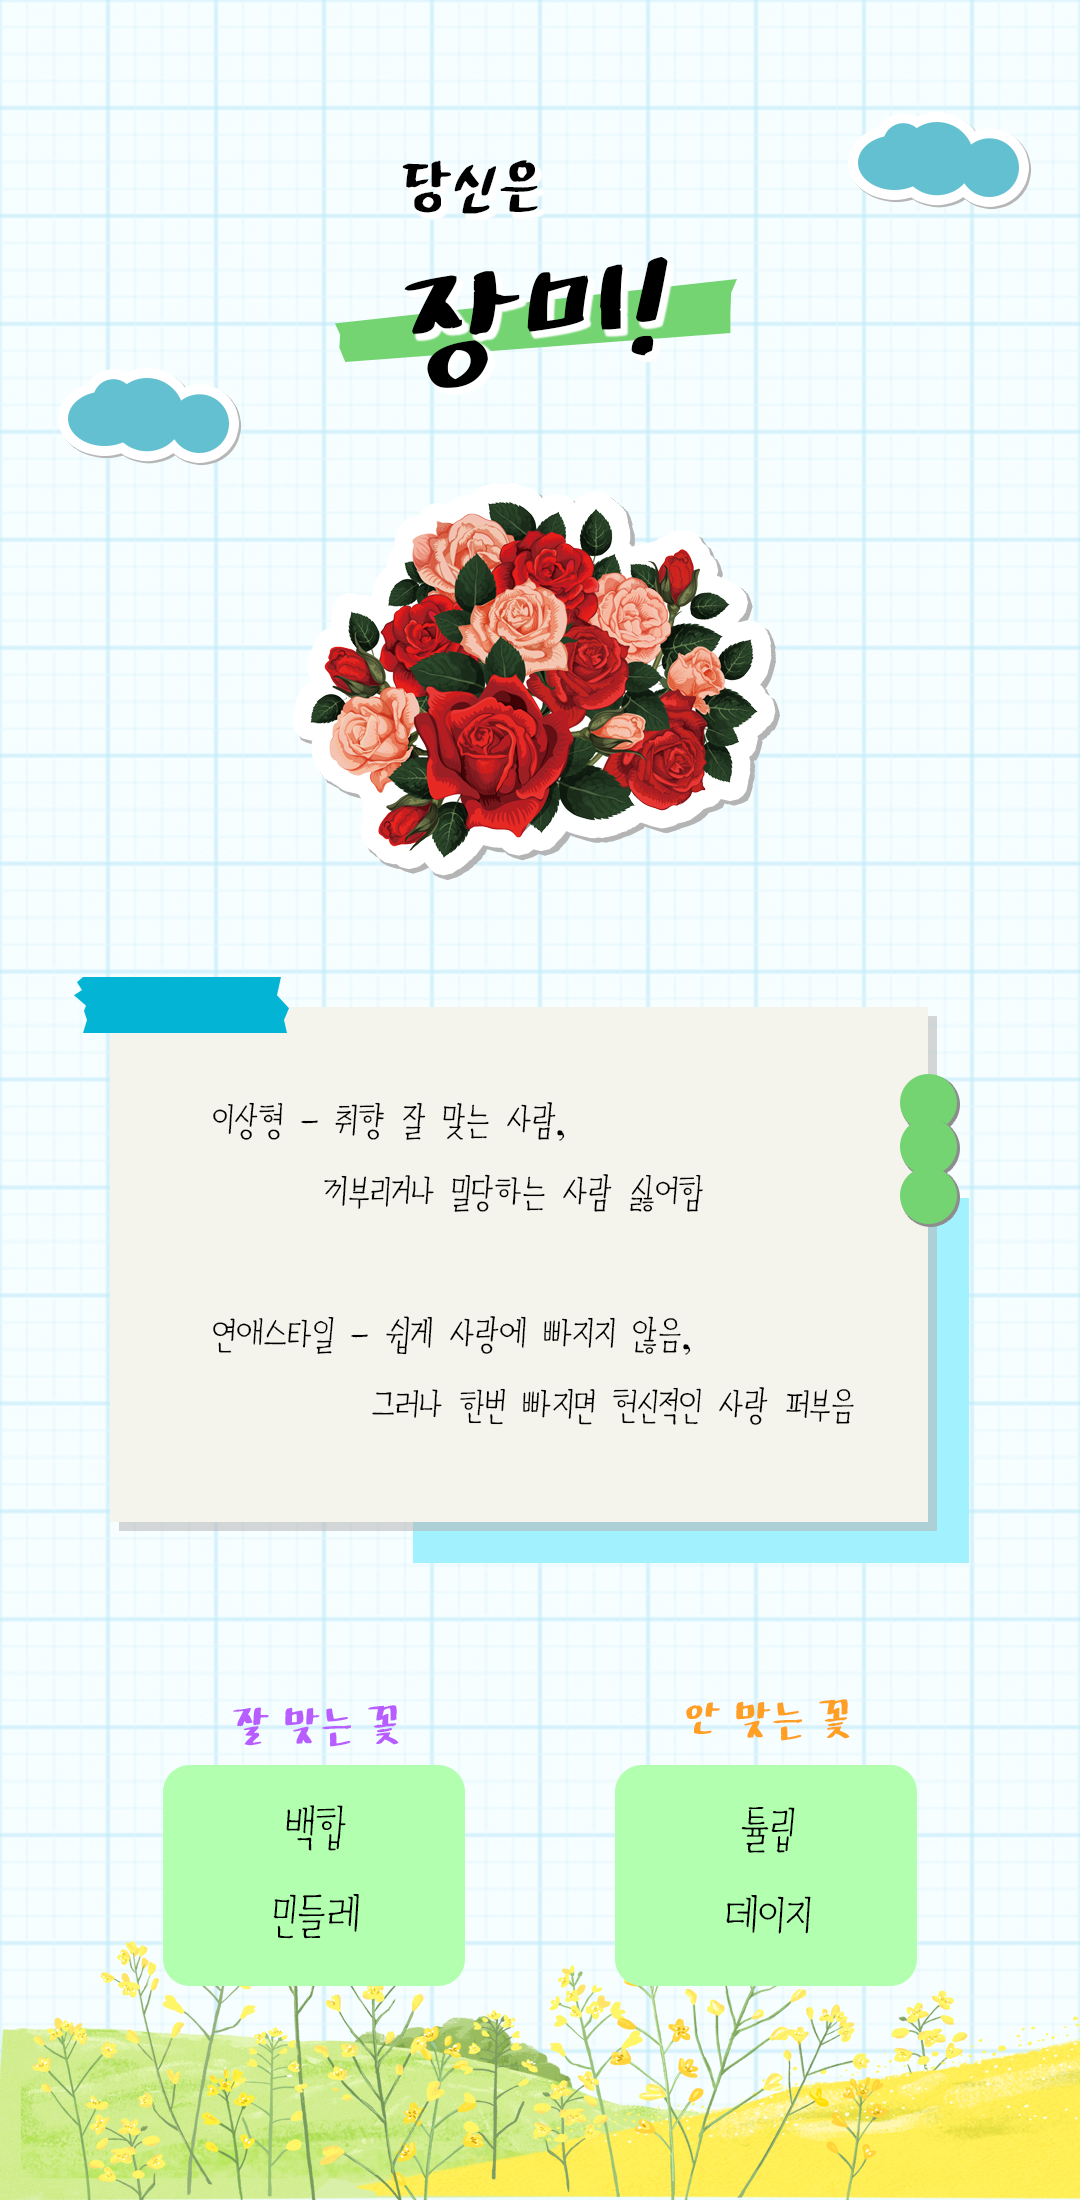 당신은
장미!
이상형 - 취향 잘 맞는 사람,
끼부리거나 밀당하는 사람 싫어함
연애스타일 - 쉽게 사랑에 빠지지 않음,
그러나 한번 빠지면 헌신적인 사랑 퍼부음
잘 맞는 꽃
백합
민들레
안 맞는 꽃
튤립
데이지